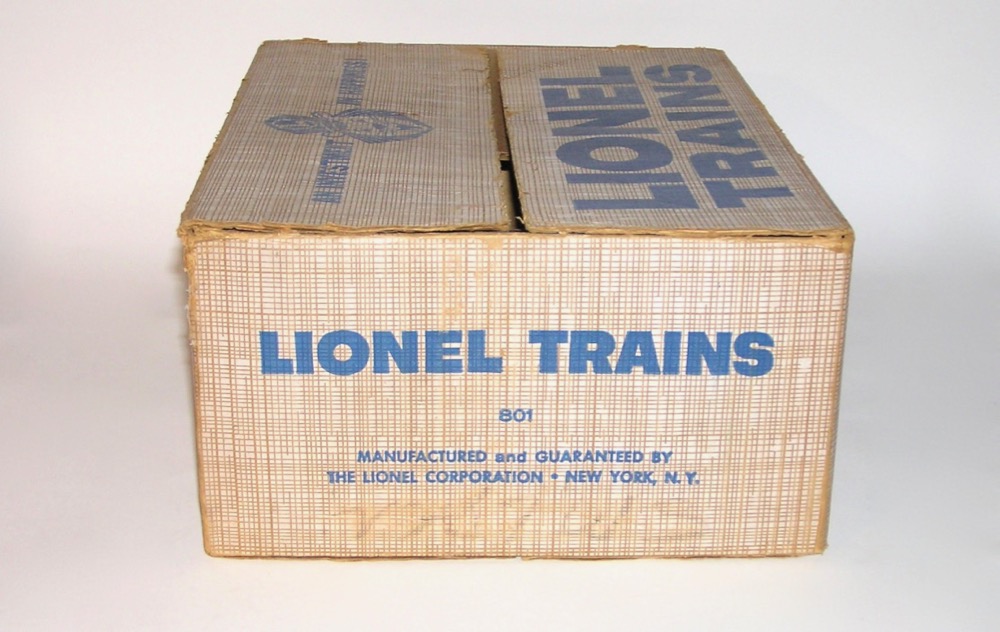 LIONEL
TRAINS
LIONEL TRAINS
801
MANUFACTURED and GUARANTEED BY
THE LIONEL CORPORATION • NEW YORK, N. Y.